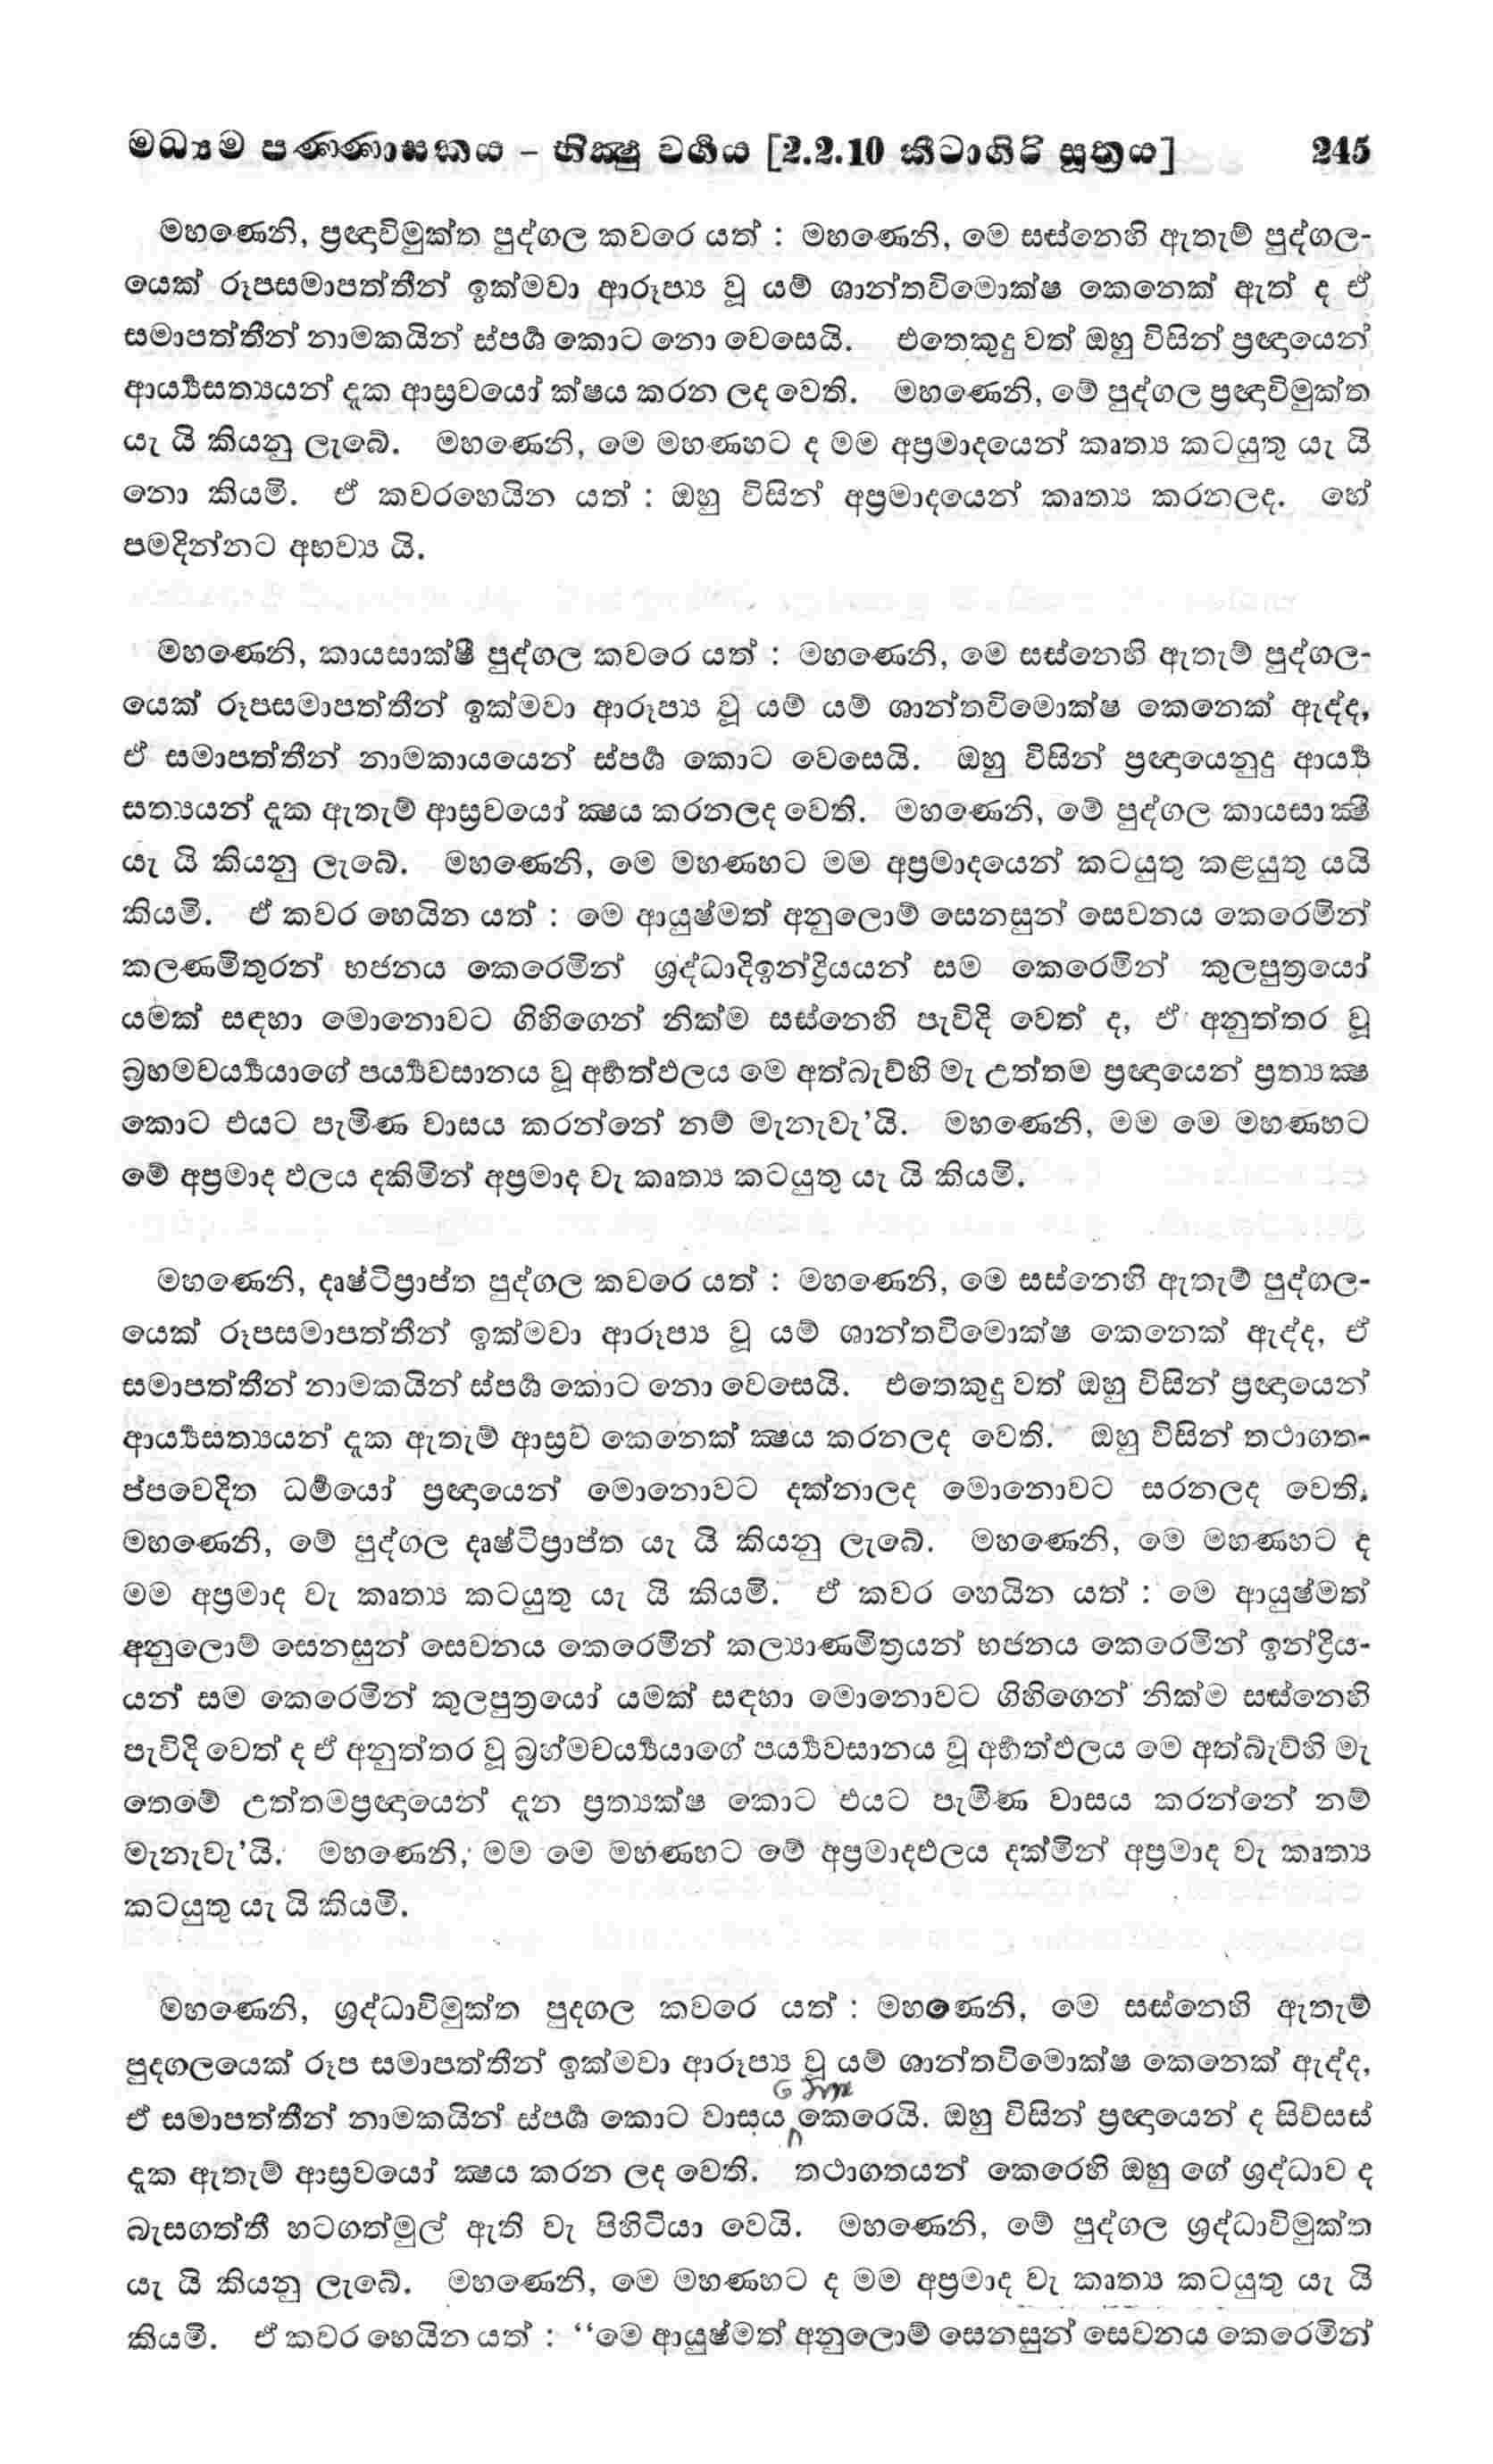 මධ්‍යම පණ්ණාසකය – භික්‍ෂු වර්‍ගය [2.2.10 කීටාගිරි සූත්‍රය] 245
මහණෙනි, ප්‍රඥාවිමුක්ත පුද්ගල කවරෙ යත් : මහණෙනි, මෙ සස්නෙහි ඇතැම් පුද්ගල-
යෙක් රූපසමාපත්තීන් ඉක්මවා ආරූප්‍ය වූ යම් ශාන්තවිමොක්ෂ කෙනෙක් ඇත් ද ඒ
සමාපත්තීන් නාමකයින් ස්පර්‍ශ කොට නො වෙසෙයි. එතෙකුදු වත් ඔහු විසින් ප්‍රඥායෙන්
ආර්‍ය්‍යසත්‍යයන් දැක ආස්‍රවයෝ ක්ෂය කරන ලද වෙති. මහණෙනි, මේ පුද්ගල ප්‍රඥාවිමුක්ත
යැ යි කියනු ලැබේ. මහණෙනි, මෙ මහණහට ද මම අප්‍රමාදයෙන් කෘත්‍ය කටයුතු යැ යි
නො කියමි. ඒ කවරහෙයින යත් : ඔහු විසින් අප්‍රමාදයෙන් කෘත්‍ය කරනලද. හේ
පමදින්නට අභව්‍ය යි.
මහණෙනි, කායසාක්ෂී පුද්ගල කවරෙ යත් : මහණෙනි, මෙ සස්නෙහි ඇතැම් පුද්ගල-
යෙක් රූපසමාපත්තීන් ඉක්මවා ආරූප්‍ය වූ යම් යම් ශාන්තවිමොක්ෂ කෙනෙක් ඇද්ද,
ඒ සමාපත්තීන් නාමකායයෙන් ස්පර්‍ශ කොට වෙසෙයි. ඔහු විසින් ප්‍රඥායෙනුදු ආර්‍ය්‍ය
සත්‍යයන් දැක ඇතැම් ආස්‍රවයෝ ක්‍ෂය කරනලද වෙති. මහණෙනි, මේ පුද්ගල කායසාක්‍ෂී
යැ යි කියනු ලැබේ. මහණෙනි, මෙ මහණහට මම අප්‍රමාදයෙන් කටයුතු කළයුතු යයි
කියමි. ඒ කවර හෙයින යත් : මෙ ආයුෂ්මත් අනුලොම් සෙනසුන් සෙවනය කෙරෙමින්
කලණමිතුරන් භජනය කෙරෙමින් ශ්‍රද්ධාදිඉන්ද්‍රියයන් සම කෙරෙමින් කුලපුත්‍රයෝ
යමක් සඳහා මොනොවට ගිහිගෙන් නික්ම සස්නෙහි පැවිදි වෙත් ද, ඒ අනුත්තර වූ
බ්‍රහමචර්‍ය්‍යයාගේ පර්‍ය්‍යවසානය වූ අර්‍හත්ඵලය මෙ අත්බැව්හි මැ උත්තම ප්‍රඥායෙන් ප්‍රත්‍යක්‍ෂ
කොට එයට පැමිණ වාසය කරන්නේ නම් මැනැවැ’යි. මහණෙනි, මම මෙ මහණහට
මේ අප්‍රමාද ඵලය දකිමින් අප්‍රමාද වැ කෘත්‍ය කටයුතු යැ යි කියමි.
මහණෙනි, දෘෂ්ටිප්‍රාප්ත පුද්ගල කවරෙ යත් : මහණෙනි, මෙ සස්නෙහි ඇතැම් පුද්ගල-
යෙක් රූපසමාපත්තීන් ඉක්මවා ආරූප්‍ය වූ යම් ශාන්තවිමොක්ෂ කෙනෙක් ඇද්ද, ඒ
සමාපත්තීන් නාමකයින් ස්පර්‍ශ කොට නො වෙසෙයි. එතෙකුදු වත් ඔහු විසින් ප්‍රඥායෙන්
ආර්‍ය්‍යසත්‍යයන් දැක ඇතැම් ආස්‍රව කෙනෙක් ක්‍ෂය කරනලද වෙති. ඔහු විසින් තථාගත-
ප්පවෙදිත ධර්‍මයෝ ප්‍රඥායෙන් මොනොවට දක්නාලද මොනොවට සරනලද වෙති.
මහණෙනි, මේ පුද්ගල දෘෂ්ටිප්‍රාප්ත යැ යි කියනු ලැබේ. මහණෙනි, මෙ මහණහට ද
මම අප්‍රමාද වැ කෘත්‍ය කටයුතු යැ යි කියමි. ඒ කවර හෙයින යත් : මෙ ආයුෂ්මත්
අනුලොම් සෙනසුන් සෙවනය කෙරෙමින් කල්‍යාණමිත්‍රයන් භජනය කෙරෙමින් ඉන්ද්‍රිය-
යන් සම කෙරෙමින් කුලපුත්‍රයෝ යමක් සඳහා මොනොවට ගිහිගෙන් නික්ම සස්නෙහි
පැවිදි වෙත් ද ඒ අනුත්තර වූ බ්‍රහ්මචර්‍ය්‍යයාගේ පර්‍ය්‍යවසානය වූ අර්‍හත්ඵලය මෙ අත්බැව්හි මැ
තෙමේ උත්තමප්‍රඥායෙන් දැන ප්‍රත්‍යක්ෂ කොට එයට පැමිණ වාසය කරන්නේ නම්
මැනැවැ’යි. මහණෙනි, මම මෙ මහණහට මේ අප්‍රමාදඵලය දක්මින් අප්‍රමාද වැ කෘත්‍ය
කටයුතු යැ යි කියමි.
මහණෙනි, ශ්‍රද්ධාවිමුක්ත පුදගල කවරෙ යත් : මහණෙනි, මෙ සස්නෙහි ඇතැම්
පුදගලයෙක් රූප සමාපත්තීන් ඉක්මවා ආරූප්‍ය වූ යම් ශාන්තවිමොක්ෂ කෙනෙක් ඇද්ද,
ඒ සමාපත්තීන් නාමකයින් ස්පර්‍ශ කොට වාසය කෙරෙයි. ඔහු විසින් ප්‍රඥායෙන් ද සිව්සස්
දැක ඇතැම් ආස්‍රවයෝ ක්‍ෂය කරන ලද වෙති. තථාගතයන් කෙරෙහි ඔහු ගේ ශ්‍රද්ධාව ද
බැසගත්තී හටගත්මුල් ඇති වැ පිහිටියා වෙයි. මහණෙනි, මේ පුද්ගල ශ්‍රද්ධාවිමුක්ත
යැ යි කියනු ලැබේ. මහණෙනි, මෙ මහණහට ද මම අප්‍රමාද වැ කෘත්‍ය කටයුතු යැ යි
කියමි. ඒ කවර හෙයින යත් : “මෙ ආයුෂ්මත් අනුලොම් සෙනසුන් සෙවනය කෙරෙමින්